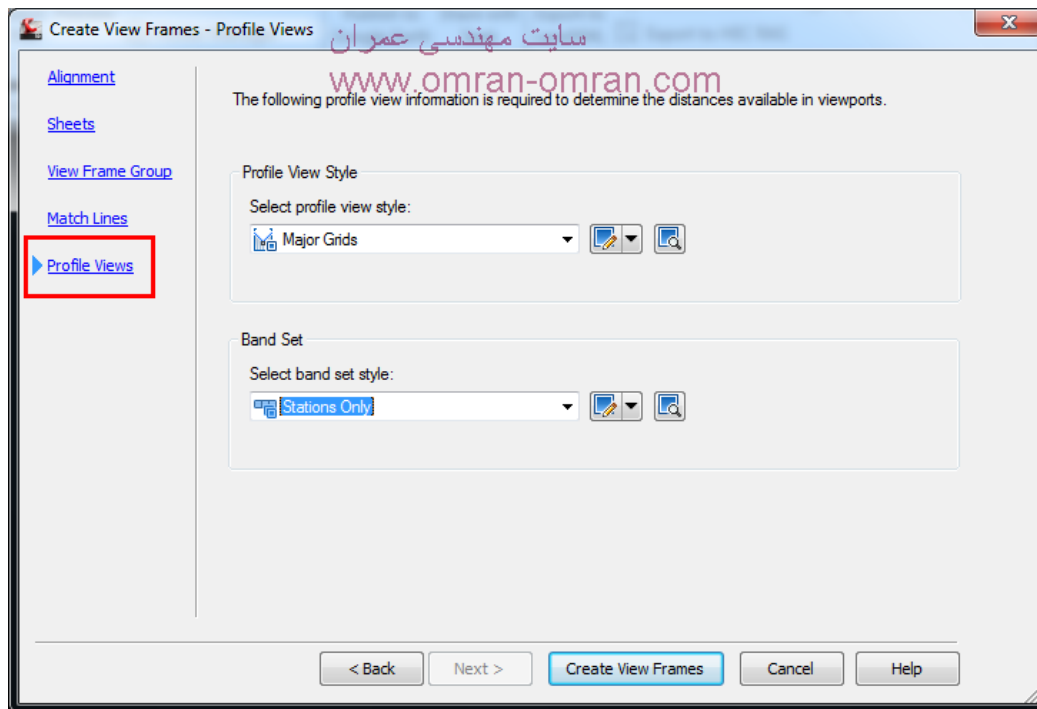 Create View Frames - Profile Views
سایت مهندسی عمران
www.omran-omran.com
Alignment
Sheets
View Frame Group
Match Lines
Profile Views
The following profile view information is required to determine the distances available in viewports.
Profile View Style
Select profile view style:
Major Grids
Band Set
Select band set style:
Stations Only
< Back
Next >
Create View Frames
Cancel
Help